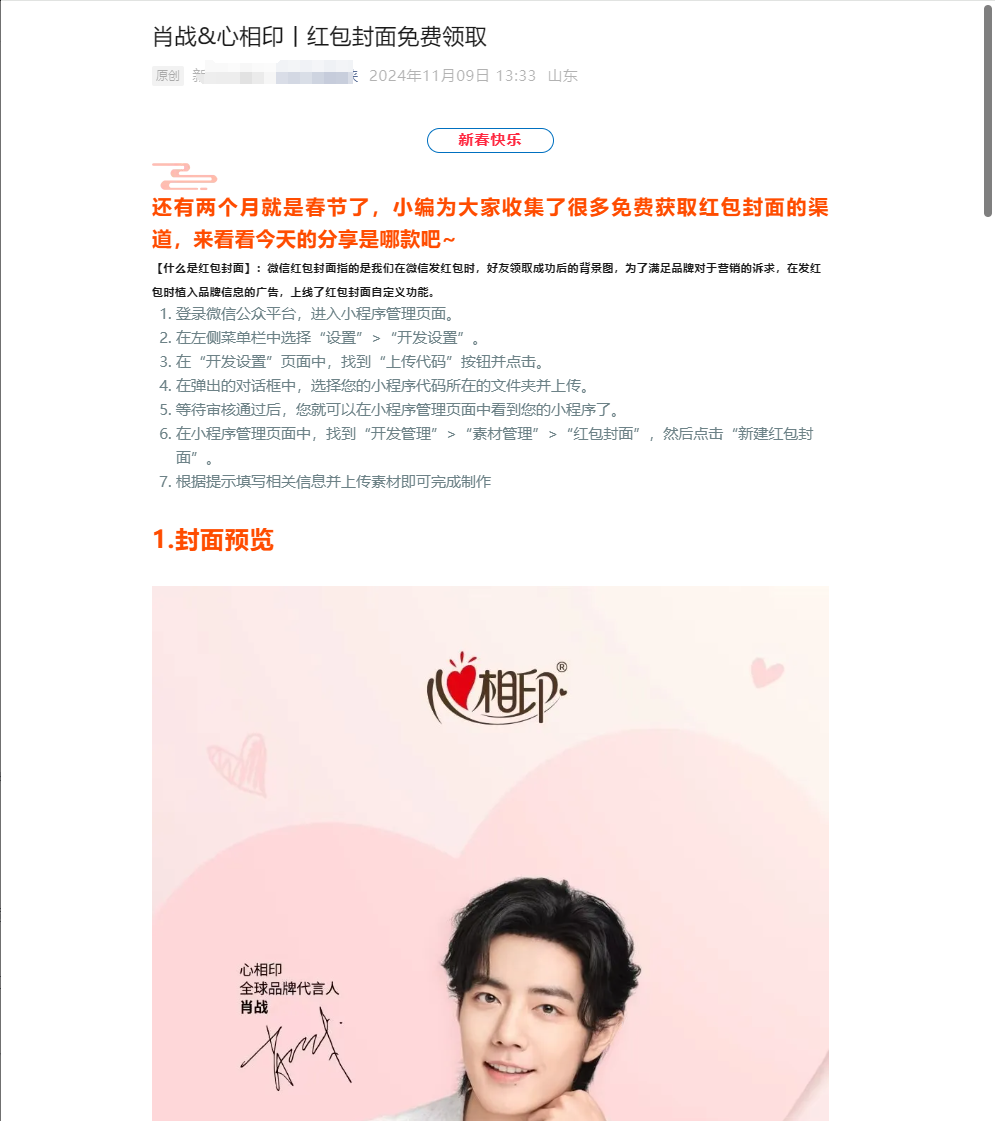 肖战&心相印丨红包封面免费领取
原创 新 来 2024年11月09日 13:33 山东
新春快乐
还有两个月就是春节了，小编为大家收集了很多免费获取红包封面的渠
道，来看看今天的分享是哪款吧~
【什么是红包封面】：微信红包封面指的是我们在微信发红包时，好友领取成功后的背景图，为了满足品牌对于营销的诉求，在发红
包时植入品牌信息的广告，上线了红包封面自定义功能。
1. 登录微信公众平台，进入小程序管理页面。
2. 在左侧菜单栏中选择“设置”>“开发设置”。
3. 在“开发设置”页面中，找到“上传代码”按钮并点击。
4. 在弹出的对话框中，选择您的小程序代码所在的文件夹并上传。
5. 等待审核通过后，您就可以在小程序管理页面中看到您的小程序了。
6. 在小程序管理页面中，找到“开发管理”>“素材管理”>“红包封面”，然后点击“新建红包封
面”。
7. 根据提示填写相关信息并上传素材即可完成制作
1.封面预览
心相印®
心相印
全球品牌代言人
肖战